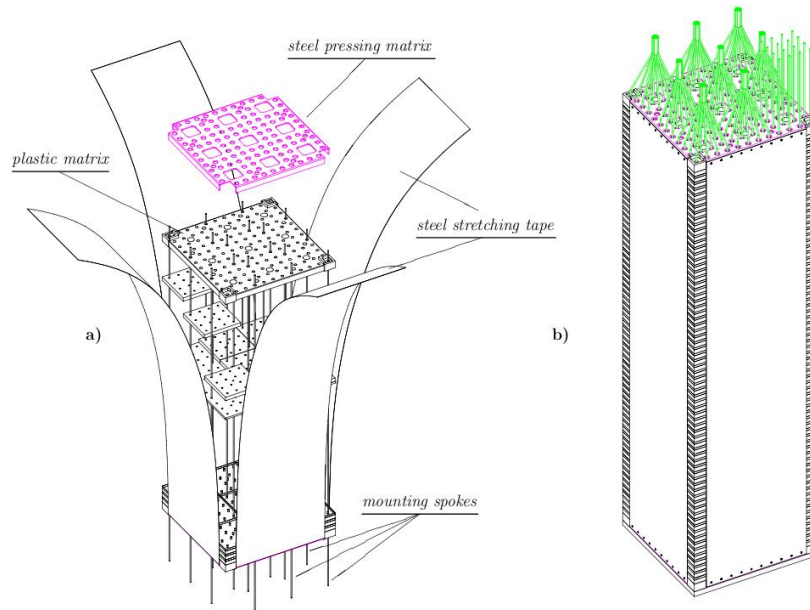 steel pressing matrix
plastic matrix
steel stretching tape
a)
b)
mounting spokes